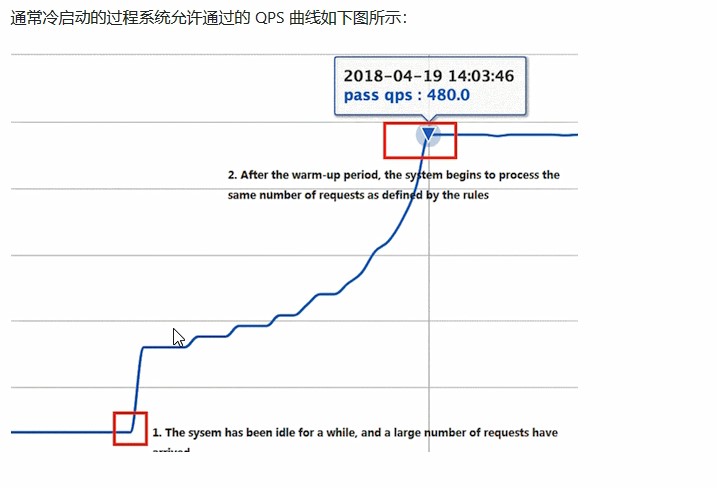 通常冷启动的过程系统允许通过的 QPS 曲线如下图所示：
2018-04-19 14:03:46
pass qps : 480.0
2. After the warm-up period, the system begins to process the
same number of requests as defined by the rules
1. The sysem has been idle for a while, and a large number of requests have
arrived